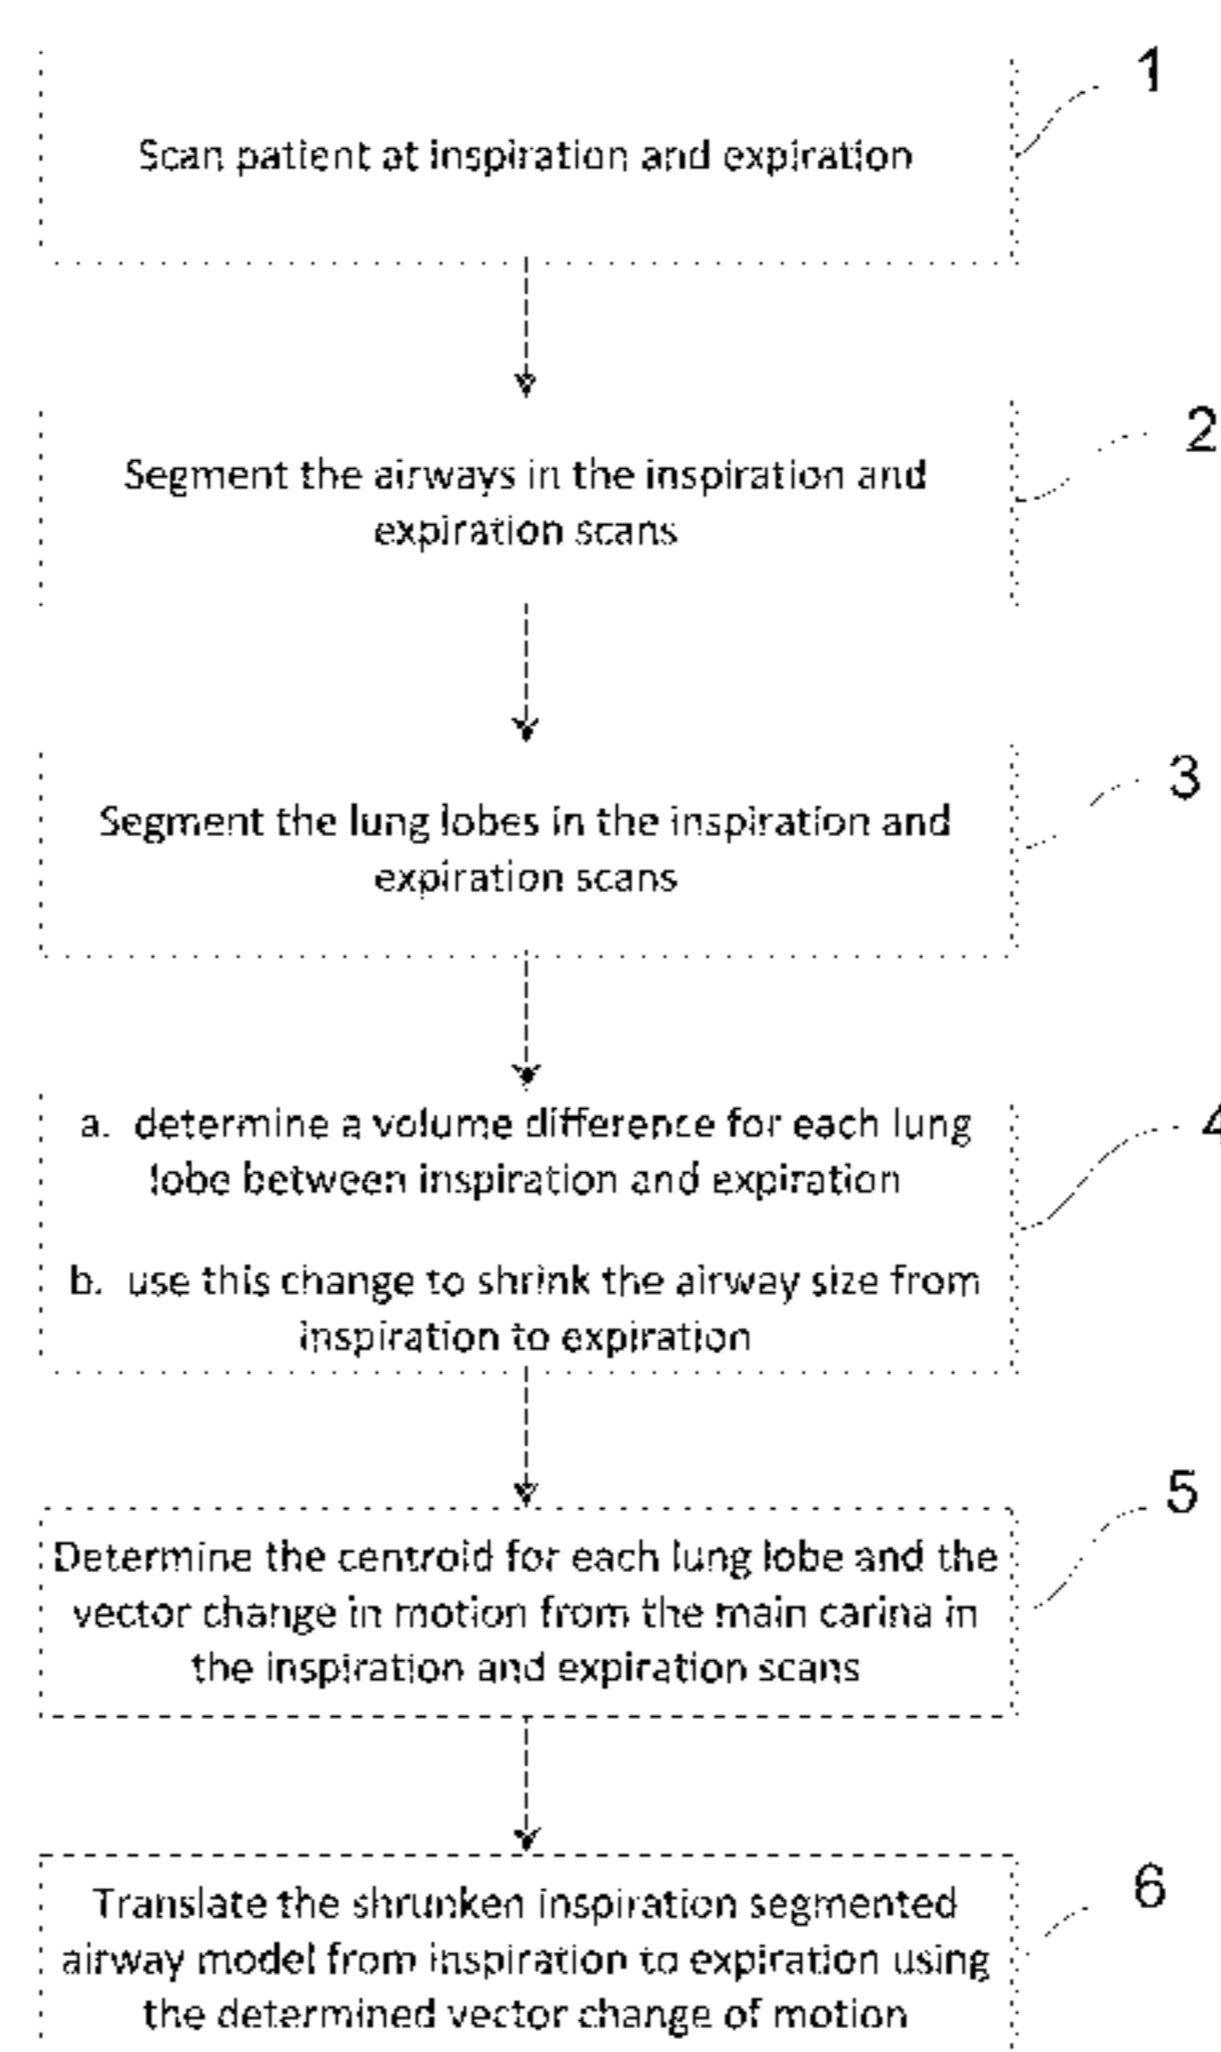 1
Scan patient at inspiration and expiration
2
Segment the airways in the inspiration and
expiration scans
3
Segment the lung lobes in the inspiration and
expiration scans
4
a. determine a volume difference for each lung
lobe between inspiration and expiration
b. use this change to shrink the airway size from
inspiration to expiration
5
Determine the centroid for each lung lobe and the
vector change in motion from the main carina in
the inspiration and expiration scans
6
Translate the shrunken inspiration segmented
airway model from inspiration to expiration using
the determined vector change of motion